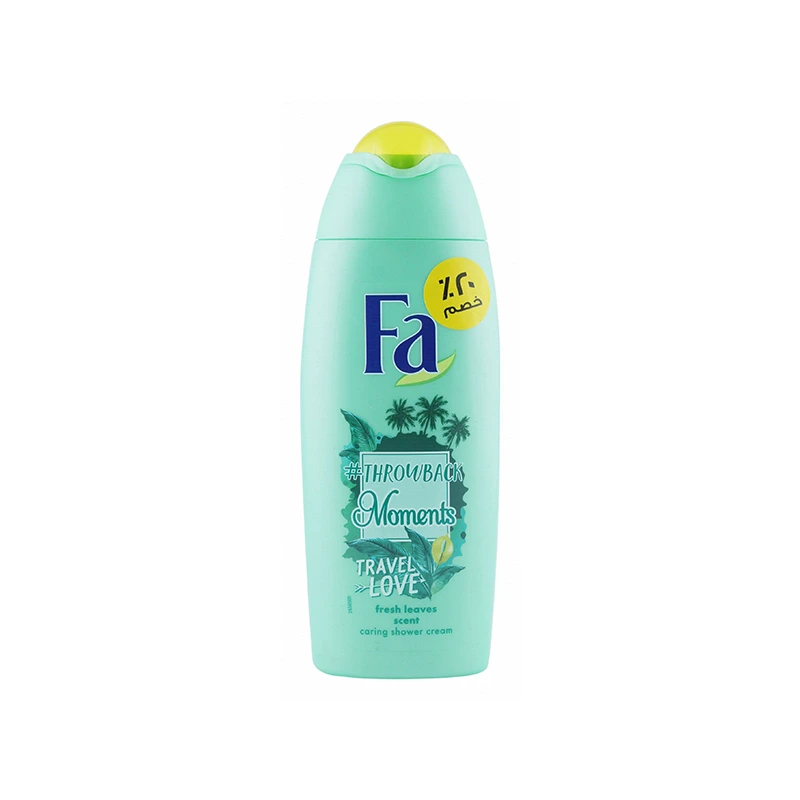 ٪٢٠
خصم
Fa
#THROWBACK
Moments
TRAVEL
LOVE
fresh leaves
scent
caring shower cream